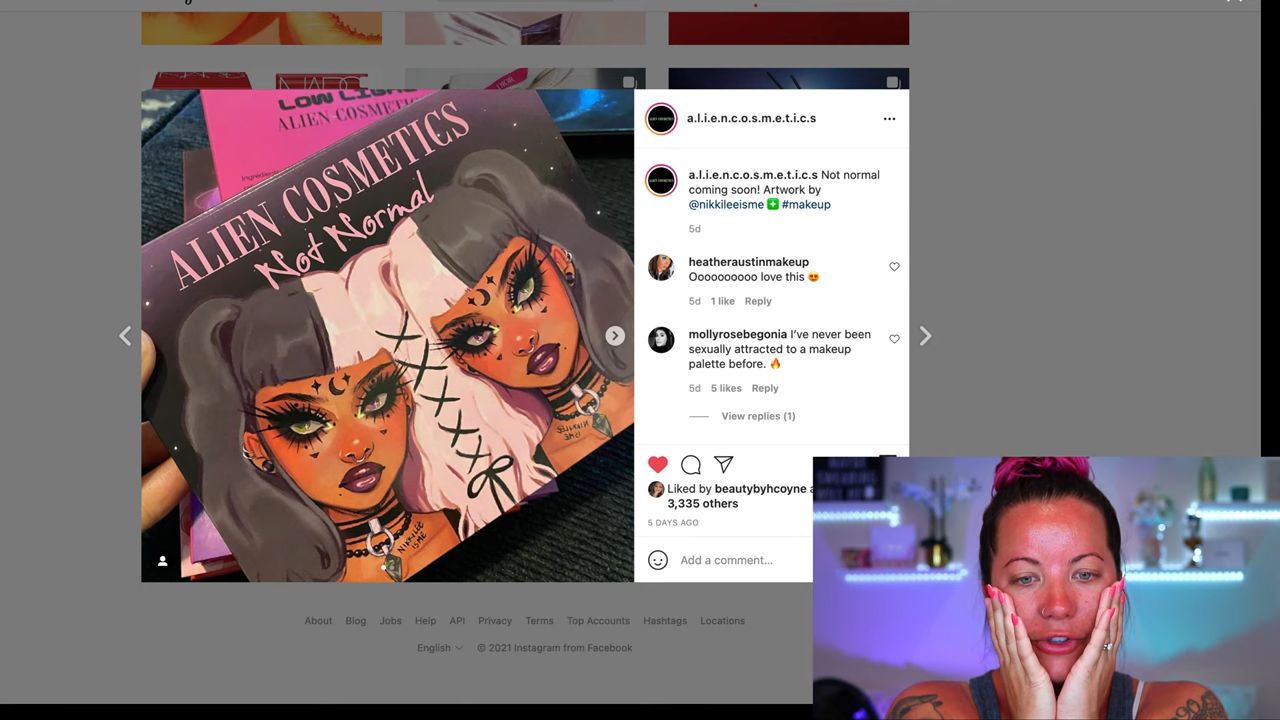 LOW LIGHT
ALIEN COSMETICS
ALIEN COSMETICS
Not Normal
NIKKILEE
ISME
a.l.i.e.n.c.o.s.m.e.t.i.c.s
a.l.i.e.n.c.o.s.m.e.t.i.c.s Not normal
coming soon! Artwork by
@nikkileeisme #makeup
5d
heatheraustinmakeup
Oooooooooo love this 😍
5d 1 like Reply
mollyrosebegonia I've never been
sexually attracted to a makeup
palette before. 🔥
5d 5 likes Reply
View replies (1)
Liked by beautybyhcoyne a
3,335 others
5 DAYS AGO
Add a comment...
About Blog Jobs Help API Privacy Terms Top Accounts Hashtags Locations
English © 2021 Instagram from Facebook